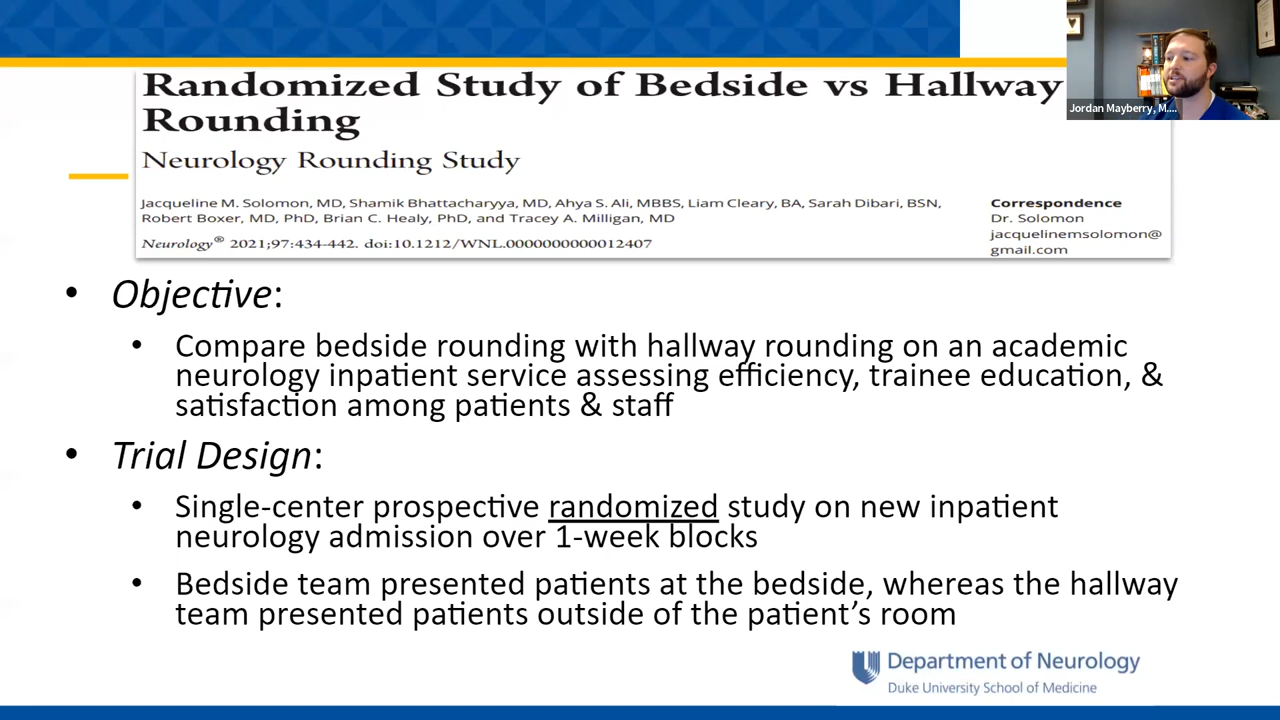 Randomized Study of Bedside vs Hallway
Rounding
Neurology Rounding Study
Jacqueline M. Solomon, MD, Shamik Bhattacharyya, MD, Ahya S. Ali, MBBS, Liam Cleary, BA, Sarah Dibari, BSN,
Robert Boxer, MD, PhD, Brian C. Healy, PhD, and Tracey A. Milligan, MD
Neurology® 2021;97:434-442. doi:10.1212/WNL.0000000000012407
Correspondence
Dr. Solomon
jacquelinemsolomon@
gmail.com
Jordan Mayberry, M....
• Objective:
• Compare bedside rounding with hallway rounding on an academic
neurology inpatient service assessing efficiency, trainee education, &
satisfaction among patients & staff
• Trial Design:
• Single-center prospective randomized study on new inpatient
neurology admission over 1-week blocks
• Bedside team presented patients at the bedside, whereas the hallway
team presented patients outside of the patient’s room
Department of Neurology
Duke University School of Medicine